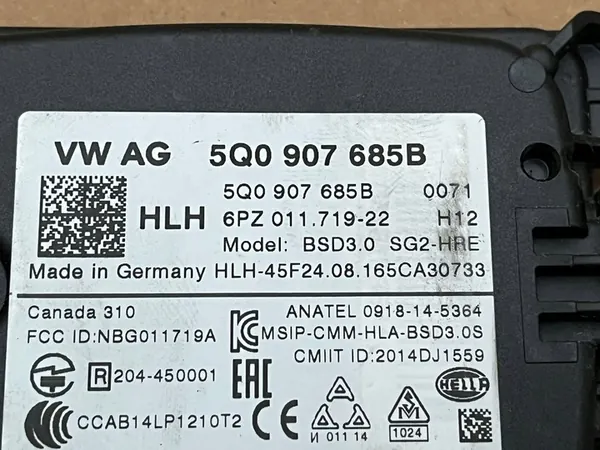 VW AG 5Q0 907 685B
5Q0 907 685B 0071
HLH 6PZ 011.719-22 H12
Model: BSD3.0 SG2-HRE
Made in Germany HLH-45F24.08.165CA30733
Canada 310 ANATEL 0918-14-5364
FCC ID:NBG011719A MSIP-CMM-HLA-BSD3.0S
CMIIT ID:2014DJ1559
R 204-450001 EAC HELLA
CCAB14LP1210T2 CE И 011 14 1024